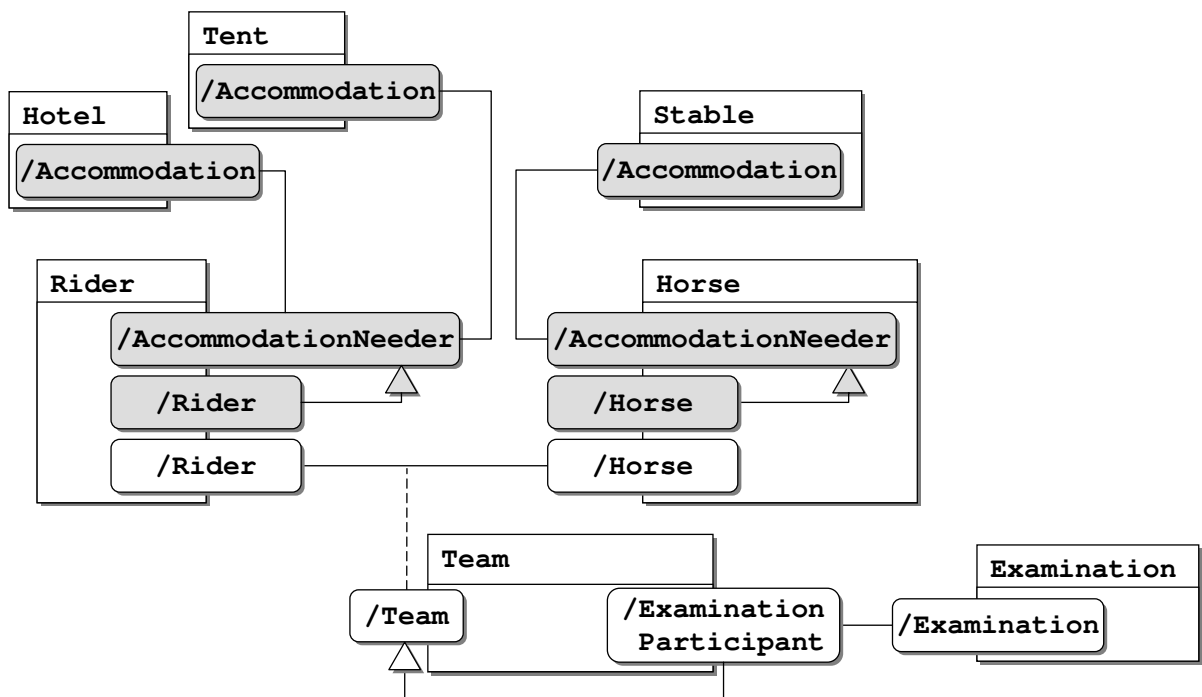 Tent
/Accommodation
Hotel
/Accommodation
Stable
/Accommodation
Rider
/AccommodationNeeder
/Rider
/Rider
Horse
/AccommodationNeeder
/Horse
/Horse
Team
/Team
/Examination
Participant
Examination
/Examination